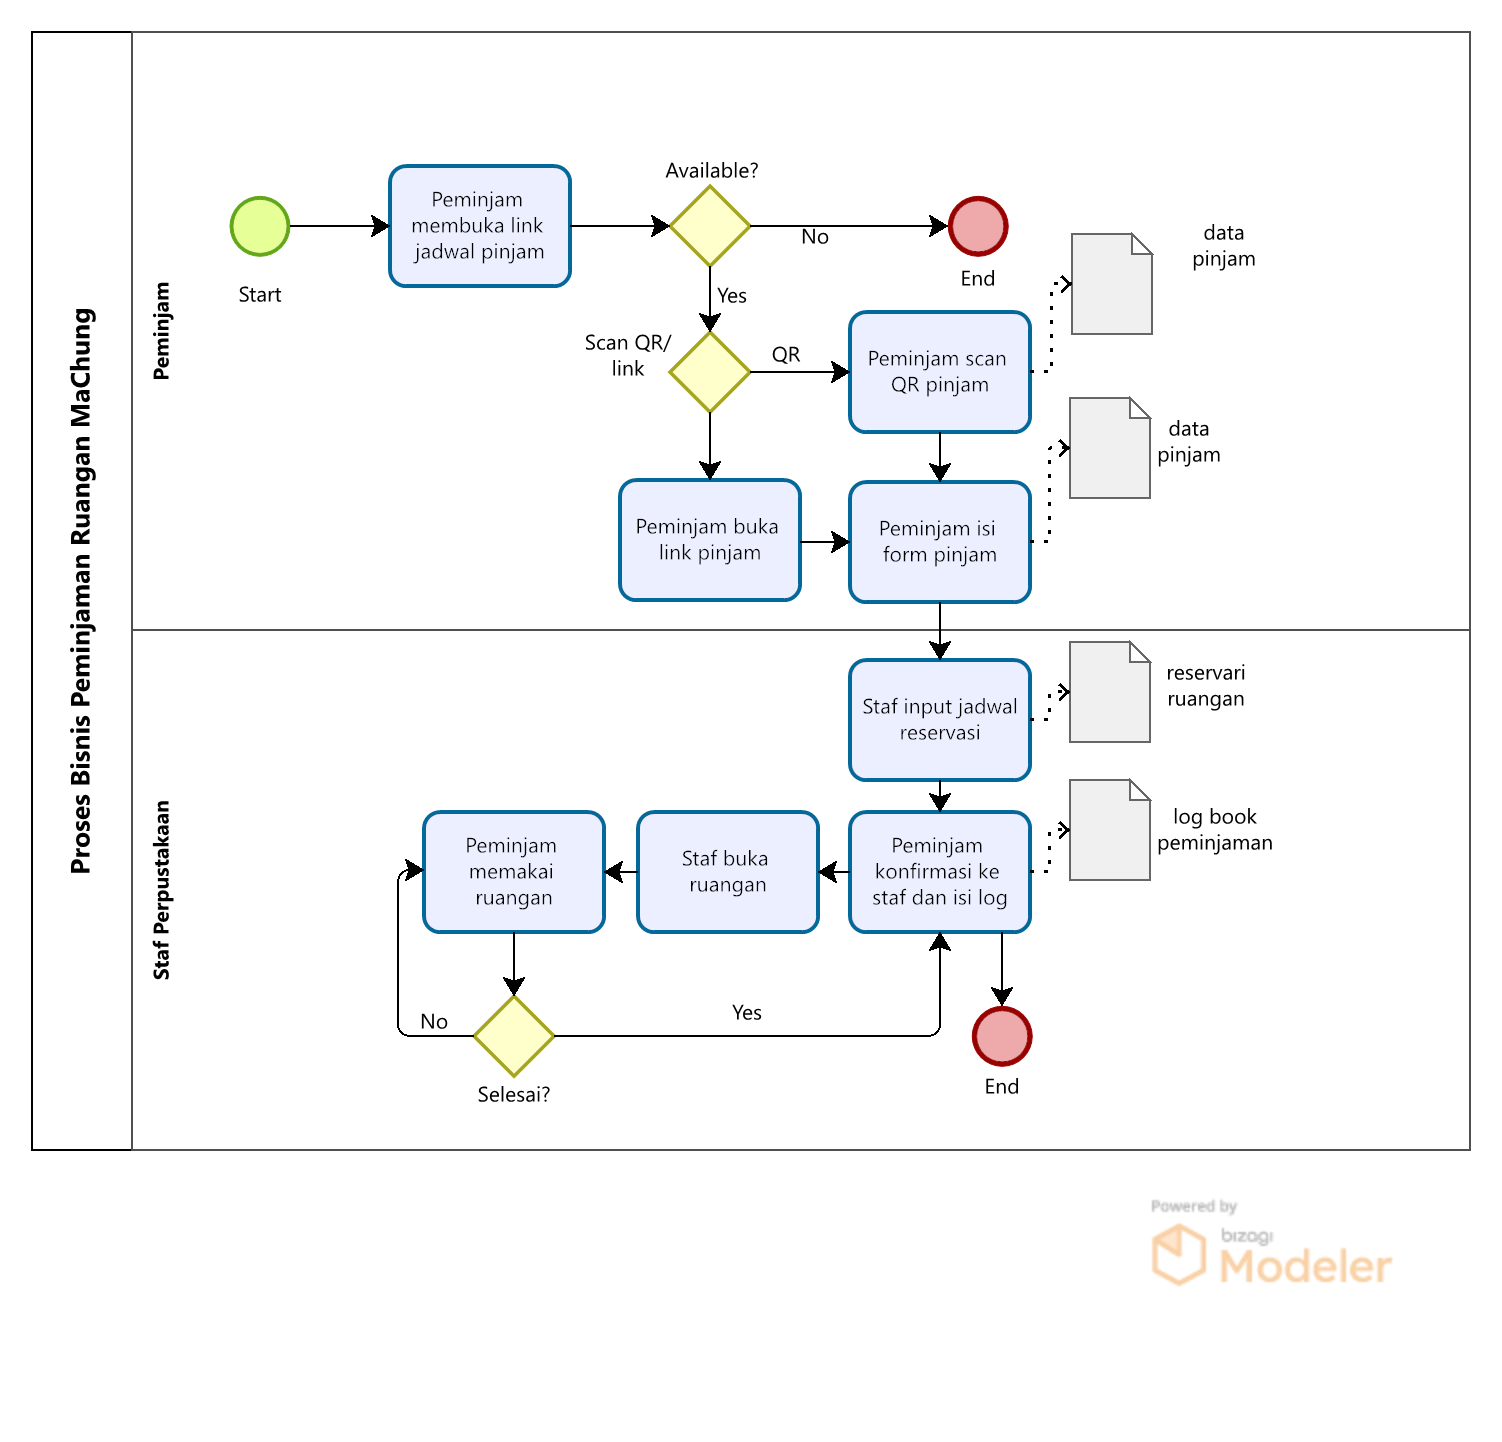 Proses Bisnis Peminjaman Ruangan MaChung
Peminjam
Start
Peminjam
membuka link
jadwal pinjam
Available?
No
End
Yes
data
pinjam
Scan QR/
link
QR
Peminjam scan
QR pinjam
data
pinjam
Peminjam buka
link pinjam
Peminjam isi
form pinjam
Staf Perpustakaan
Staf input jadwal
reservasi
reservari
ruangan
Peminjam
memakai
ruangan
Staf buka
ruangan
Peminjam
konfirmasi ke
staf dan isi log
log book
peminjaman
No
Yes
Selesai?
End
Powered by
bizagi
Modeler